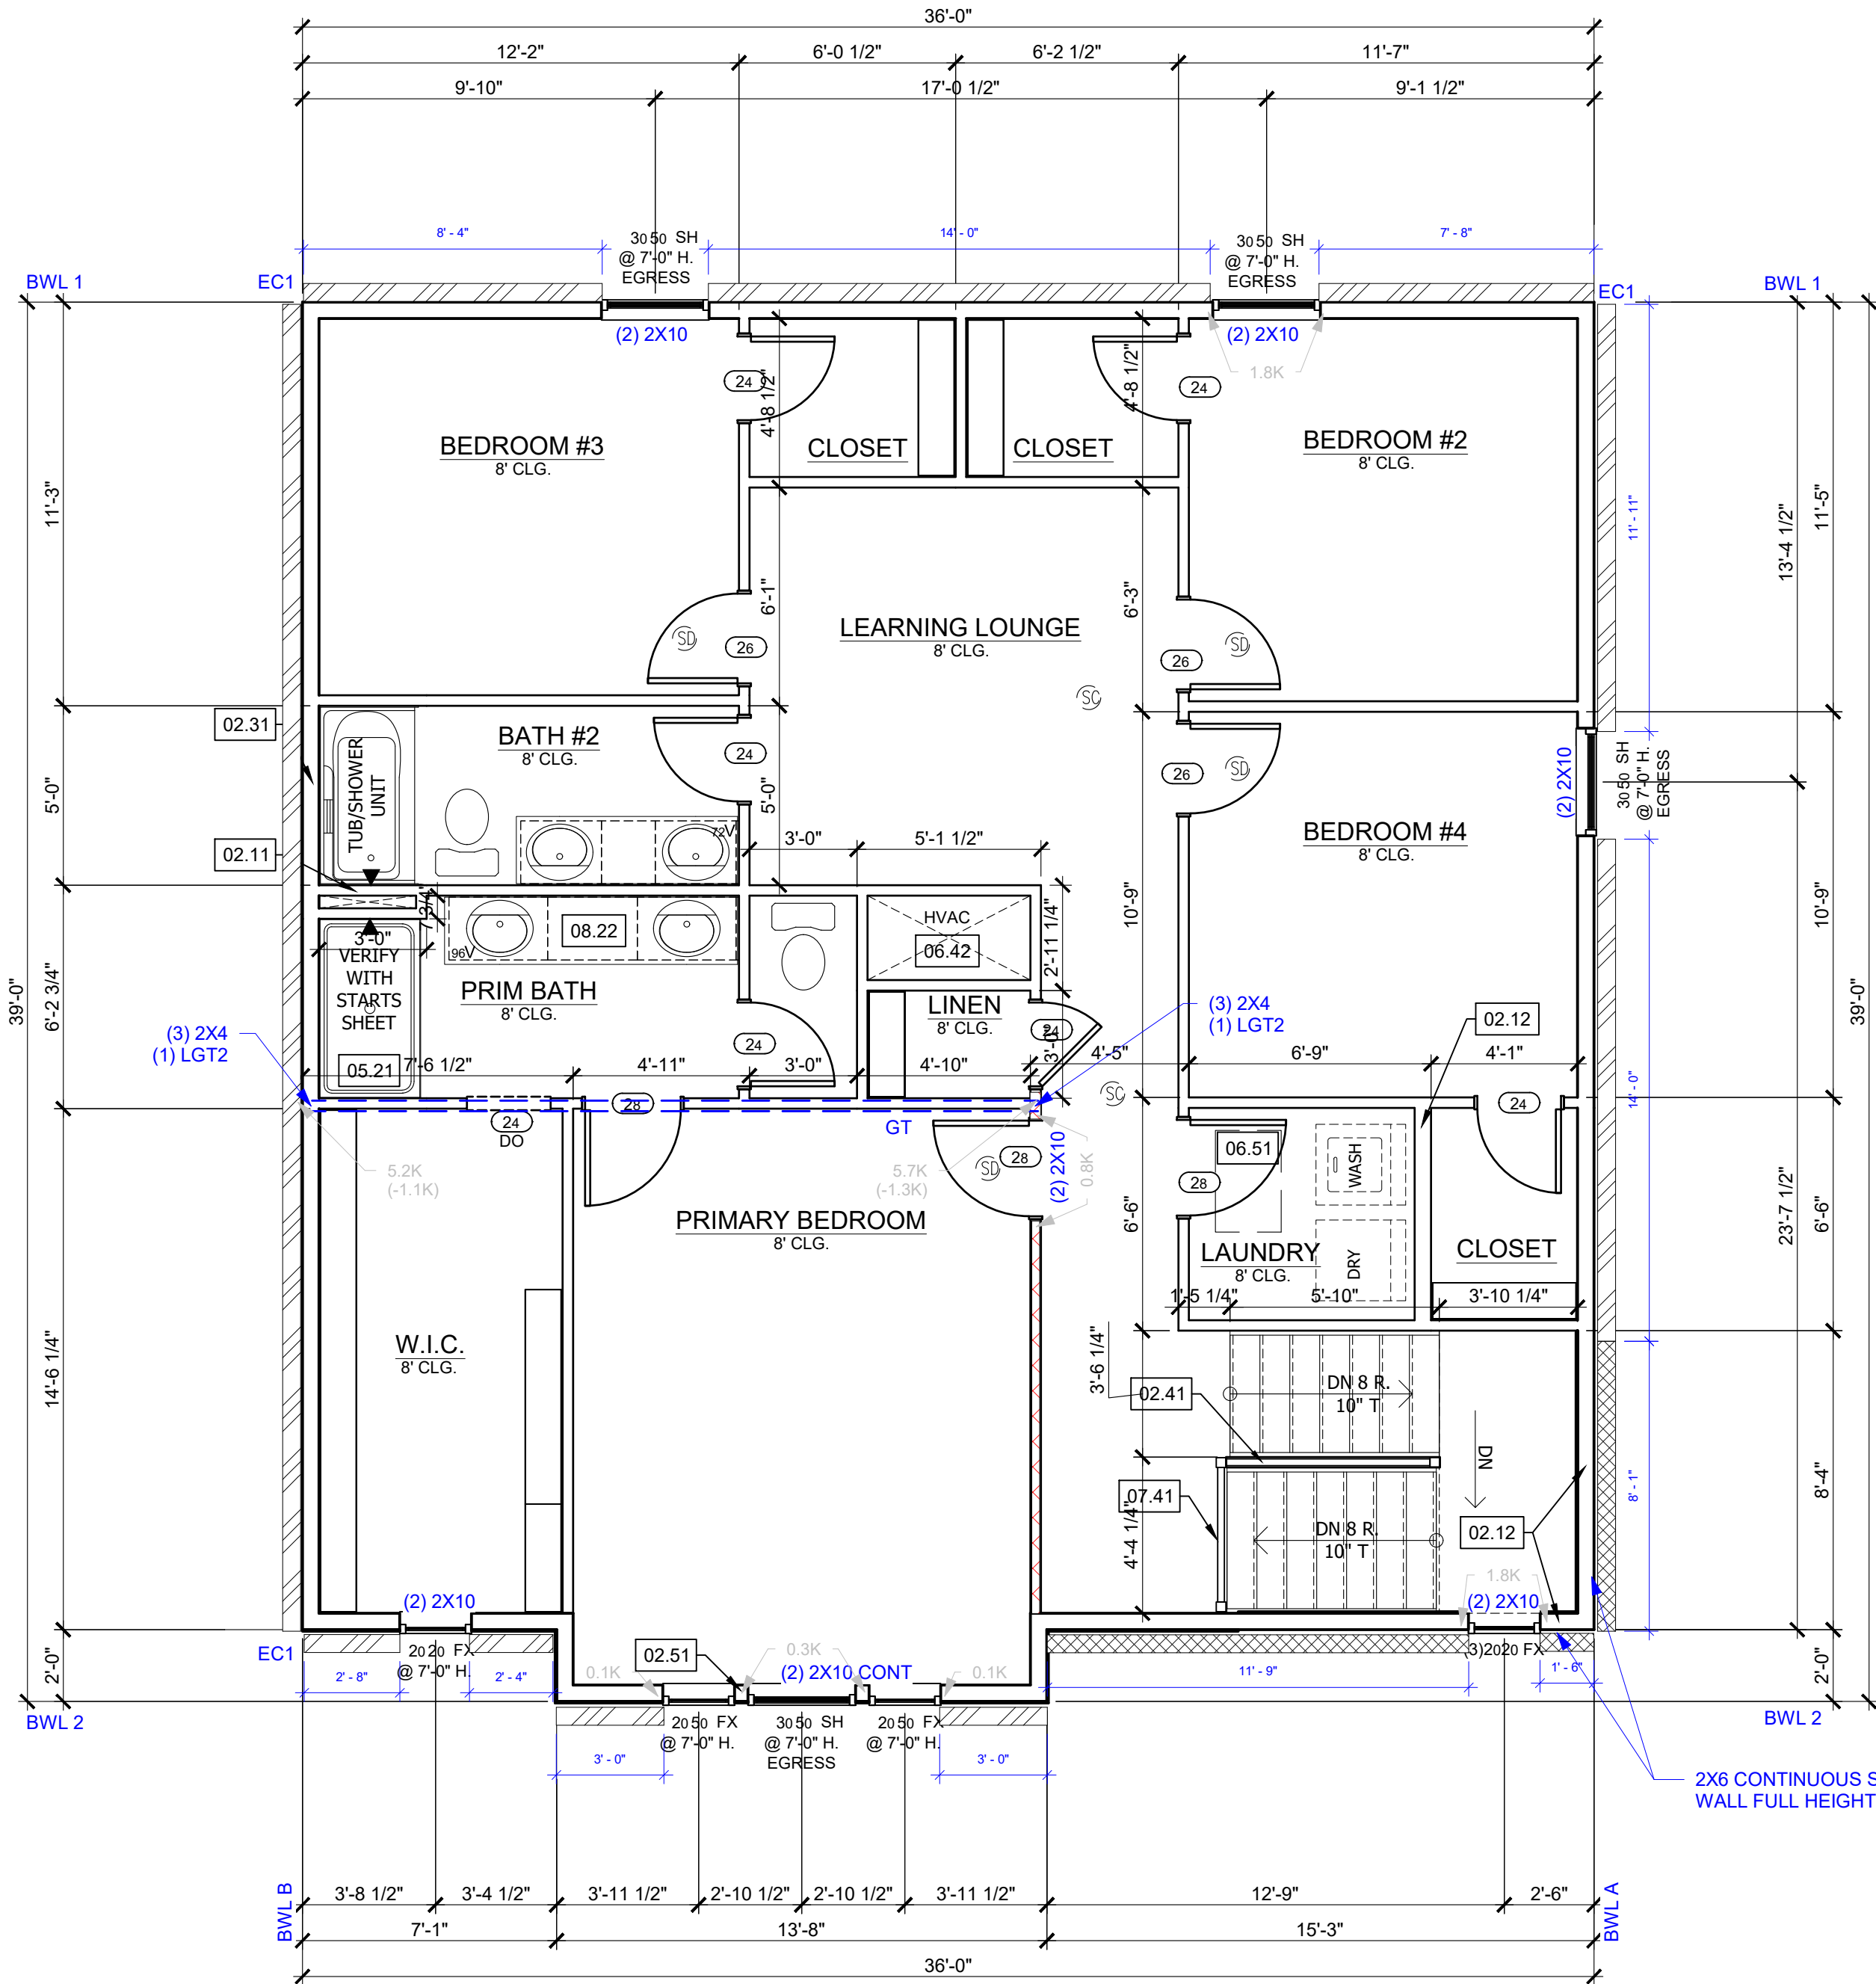 36'-0"
12'-2"
6'-0 1/2"
6'-2 1/2"
11'-7"
9'-10"
17'-0 1/2"
9'-1 1/2"
8' - 4"
30 50 SH
@ 7'-0" H.
EGRESS
14' - 0"
30 50 SH
@ 7'-0" H.
EGRESS
7' - 8"
BWL 1
EC1
EC1
BWL 1
(2) 2X10
(2) 2X10
1.8K
24
4'-8 1/2"
4'-8 1/2"
24
BEDROOM #3
8' CLG.
CLOSET
CLOSET
BEDROOM #2
8' CLG.
11'-3"
11' - 11"
13'-4 1/2"
11'-5"
6'-1"
6'-3"
LEARNING LOUNGE
8' CLG.
SD
26
26
SD
SC
02.31
BATH #2
8' CLG.
24
26
SD
TUB/SHOWER
UNIT
5'-0"
5'-0"
(2) 2X10
30 50 SH
@ 7'-0" H.
EGRESS
72V
3'-0"
5'-1 1/2"
BEDROOM #4
8' CLG.
02.11
7 3/4"
3'-0"
VERIFY
WITH
STARTS
SHEET
96V
08.22
HVAC
06.42
2'-11 1/4"
10'-9"
10'-9"
39'-0"
6'-2 3/4"
PRIM BATH
8' CLG.
LINEN
8' CLG.
39'-0"
(3) 2X4
(1) LGT2
(3) 2X4
(1) LGT2
02.12
24
24
3'-0"
05.21
7'-6 1/2"
4'-11"
3'-0"
4'-10"
4'-5"
6'-9"
4'-1"
14' - 0"
SC
28
24
DO
GT
24
5.2K
(-1.1K)
5.7K
(-1.3K)
SD
28
(2) 2X10
0.8K
28
06.51
WASH
DRY
PRIMARY BEDROOM
8' CLG.
6'-6"
LAUNDRY
8' CLG.
CLOSET
23'-7 1/2"
6'-6"
1'-5 1/4"
5'-10"
3'-10 1/4"
W.I.C.
8' CLG.
14'-6 1/4"
3'-6 1/4"
02.41
DN 8 R.
10" T
DN
07.41
4'-4 1/4"
DN 8 R.
10" T
02.12
8' - 1"
8'-4"
1.8K
(2) 2X10
(2) 2X10
EC1
20 20 FX
@ 7'-0" H.
2'-0"
2' - 8"
2' - 4"
0.1K
02.51
0.3K
(2) 2X10 CONT
0.1K
11' - 9"
(3)2020 FX
1' - 6"
2'-0"
BWL 2
BWL 2
20 50 FX
@ 7'-0" H.
30 50 SH
@ 7'-0" H.
EGRESS
20 50 FX
@ 7'-0" H.
3' - 0"
3' - 0"
2X6 CONTINUOUS S
WALL FULL HEIGHT
BWL B
3'-8 1/2"
3'-4 1/2"
3'-11 1/2"
2'-10 1/2"
2'-10 1/2"
3'-11 1/2"
12'-9"
2'-6"
BWL A
7'-1"
13'-8"
15'-3"
36'-0"